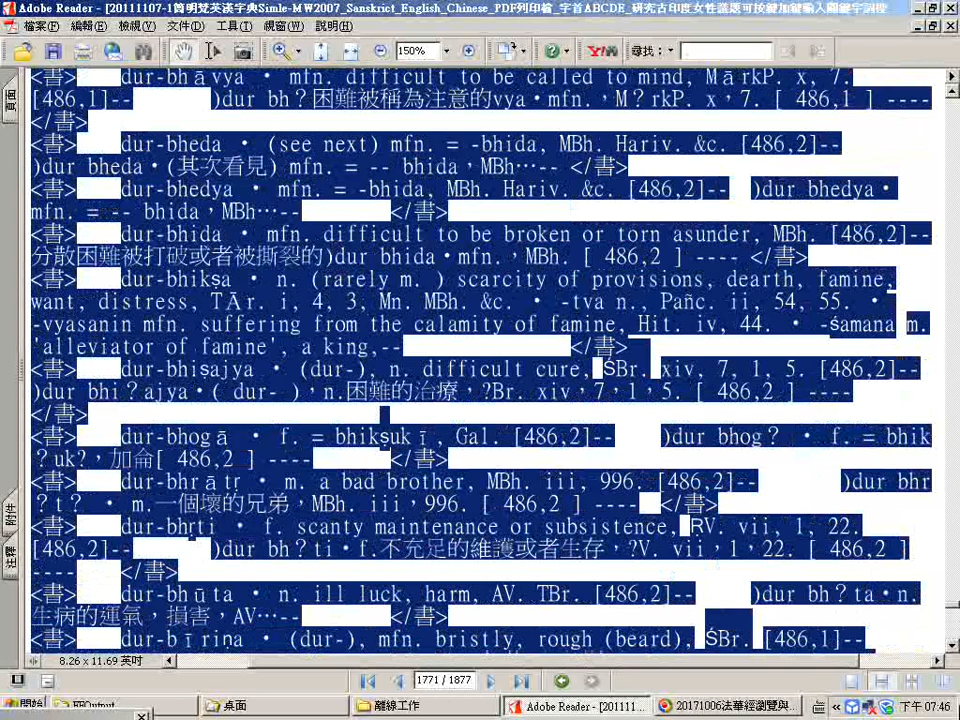 Adobe Reader - [20111107-1簡明梵英漢字典Simle-MW2007_Sanskrict_English_Chinese_PDF列印檔_字首ABCDE_研究古印度女性議題可按鍵加鍵輸入關鍵字詞搜
檔案(F) 編輯(E) 檢視(V) 文件(D) 工具(T) 視窗(W) 說明(H)
150% 尋找：
<書> dur-bhāvya · mfn. difficult to be called to mind, MārkP. x, 7.
[486,1]-- )dur bh？困難被稱為注意的vya·mfn.，M？rkP. x，7. [ 486,1 ] ----
</書>
<書> dur-bheda · (see next) mfn. = -bhida, MBh. Hariv. &c. [486,2]--
)dur bheda·(其次看見) mfn. = -- bhida，MBh…-- </書>
<書> dur-bhedya · mfn. = -bhida, MBh. Hariv. &c. [486,2]-- )dur bhedya·
mfn. = -- bhida，MBh…-- </書>
<書> dur-bhida · mfn. difficult to be broken or torn asunder, MBh. [486,2]--
分散困難被打破或者被撕裂的)dur bhida·mfn.，MBh. [ 486,2 ] ---- </書>
<書> dur-bhikṣa · n. (rarely m. ) scarcity of provisions, dearth, famine,
want, distress, TĀr. i, 4, 3. Mn. MBh. &c. · -tva n., Pañc. ii, 54, 55. ·
-vyasanin mfn. suffering from the calamity of famine, Hit. iv, 44. · -śamana m.
'alleviator of famine', a king,-- </書>
<書> dur-bhiṣajya · (dur-), n. difficult cure, ŚBr. xiv, 7, 1, 5. [486,2]--
)dur bhi？ajya·( dur- )，n.困難的治療，?Br. xiv，7，1，5. [ 486,2 ] ----
</書>
<書> dur-bhogā · f. = bhikṣukī, Gal. [486,2]-- )dur bhog？ · f. = bhik
？uk?，加侖[ 486,2 ] ---- </書>
<書> dur-bhrātṛ · m. a bad brother, MBh. iii, 996. [486,2]-- )dur bhr
？t？ · m.一個壞的兄弟，MBh. iii，996. [ 486,2 ] ---- </書>
<書> dur-bhṛti · f. scanty maintenance or subsistence, RV. vii, 1, 22.
[486,2]-- )dur bh？ti·f.不充足的維護或者生存，?V. vii，1，22. [ 486,2 ]
---- </書>
<書> dur-bhūta · n. ill luck, harm, AV. TBr. [486,2]-- )dur bh？ta·n.
生病的運氣，損害，AV…-- </書>
<書> dur-bīriṇa · (dur-), mfn. bristly, rough (beard), ŚBr. [486,1]--
頁面
附件
註釋
8.26 x 11.69 英吋
1771 / 1877
開始 FFOutput 桌面 離線工作 Adobe Reader - [201111... 20171006法華經瀏覽與... 下午 07:46